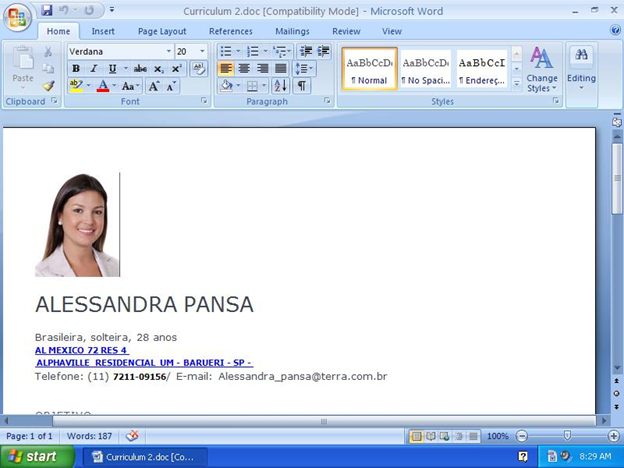 Curriculum 2.doc [Compatibility Mode] - Microsoft Word
Home Insert Page Layout References Mailings Review View
Verdana 20
AaBbCcDc AaBbCcDc AaBbCcI
Paste B I U abe x₂ x² ¶ Normal ¶ No Spaci... ¶ Endereç... Change Styles Editing
ab A Aa A A
Clipboard Font Paragraph Styles
ALESSANDRA PANSA
Brasileira, solteira, 28 anos
AL MEXICO 72 RES 4
ALPHAVILLE RESIDENCIAL UM - BARUERI - SP -
Telefone: (11) 7211-09156/ E-mail: Alessandra_pansa@terra.com.br
OBJETIVO
Page: 1 of 1 Words: 187 100%
start Curriculum 2.doc [Co... 8:29 AM